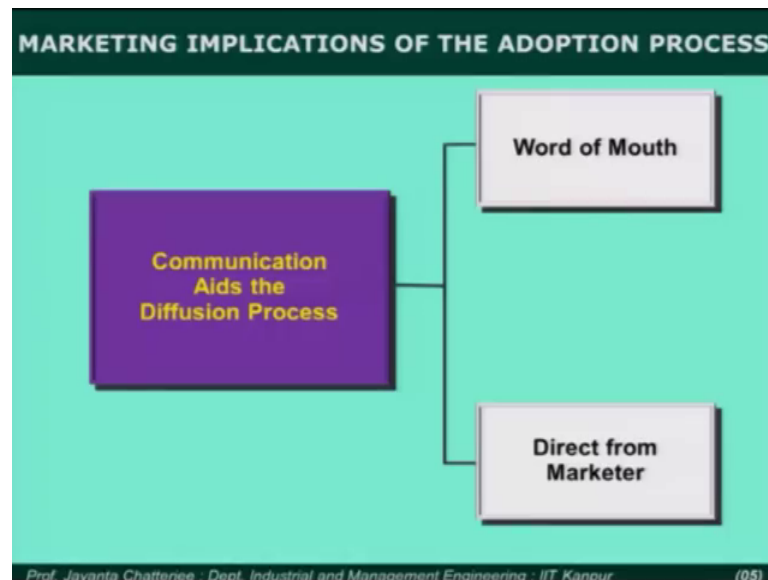 MARKETING IMPLICATIONS OF THE ADOPTION PROCESS
Word of Mouth
Communication
Aids the
Diffusion Process
Direct from
Marketer
Prof. Jayanta Chatterjee : Dept. Industrial and Management Engineering : IIT Kanpur (05)